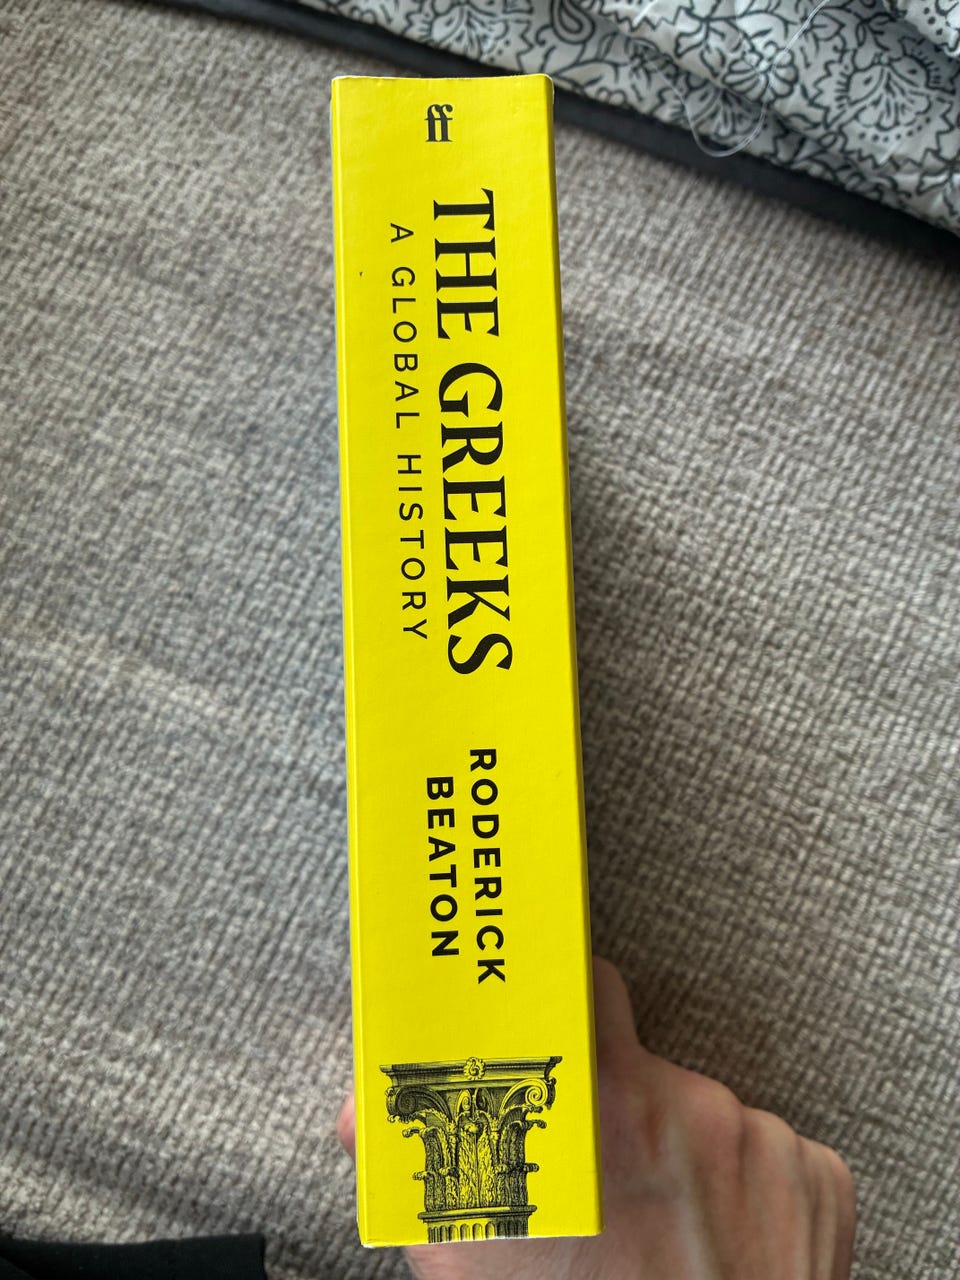 ff
THE GREEKS
A GLOBAL HISTORY
RODERICK
BEATON